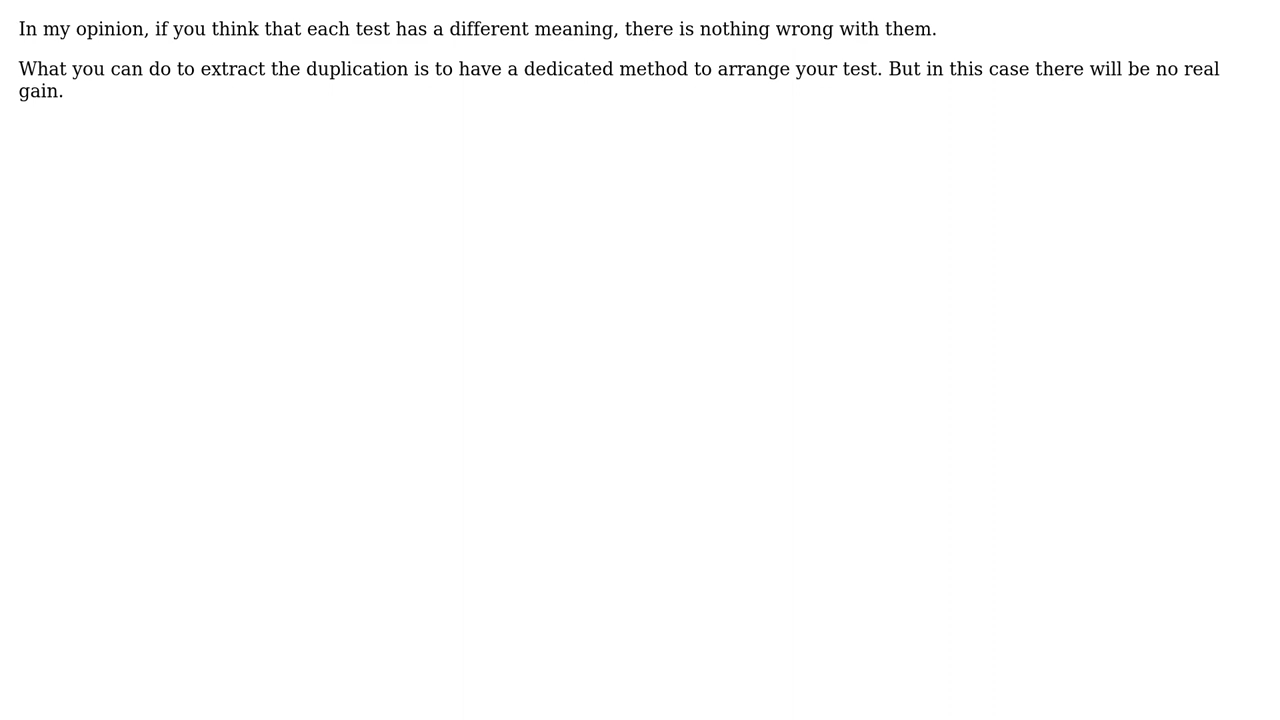 In my opinion, if you think that each test has a different meaning, there is nothing wrong with them.
What you can do to extract the duplication is to have a dedicated method to arrange your test. But in this case there will be no real
gain.